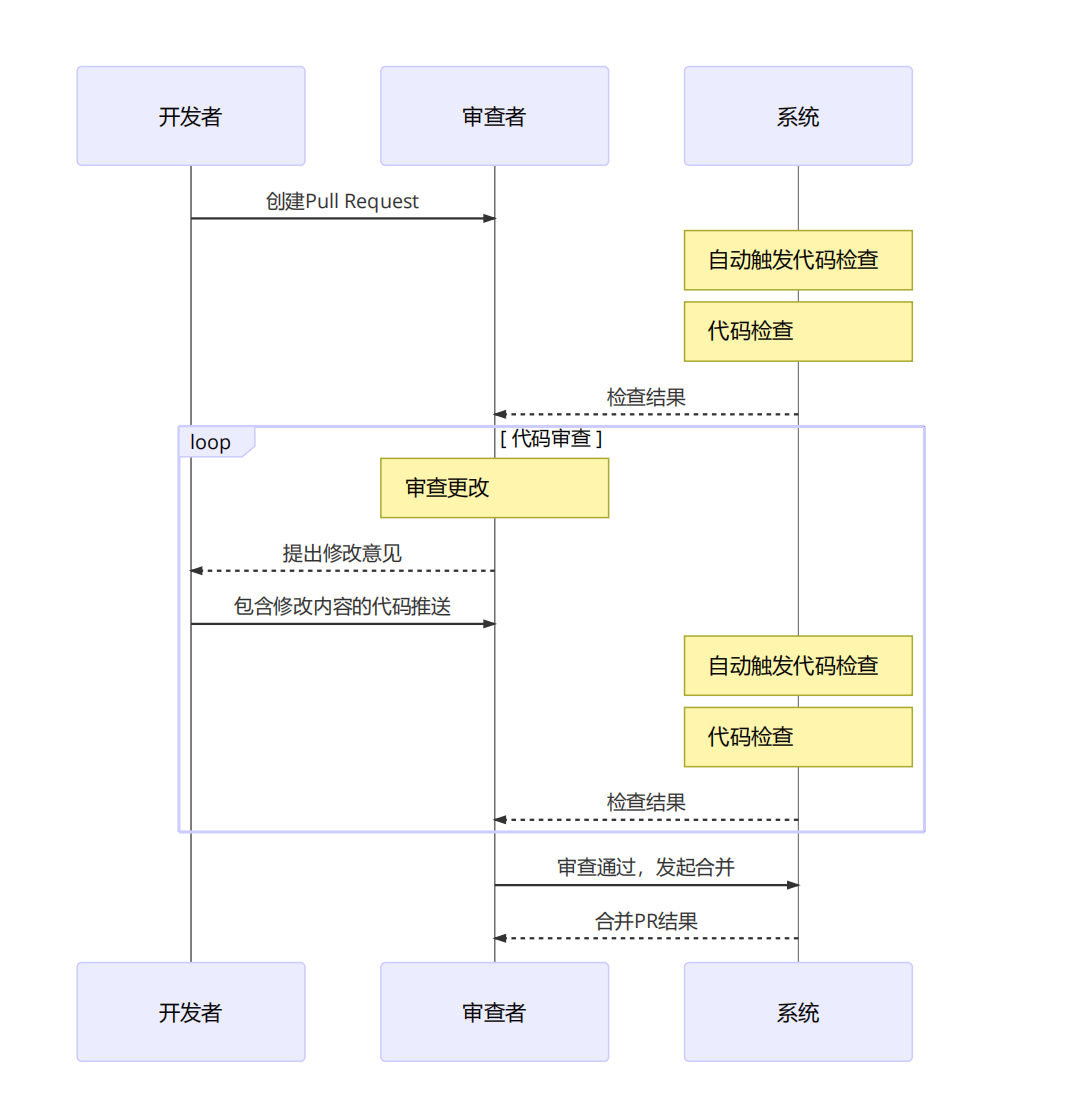 开发者
审查者
系统
创建Pull Request
自动触发代码检查
代码检查
检查结果
loop
[ 代码审查 ]
审查更改
提出修改意见
包含修改内容的代码推送
自动触发代码检查
代码检查
检查结果
审查通过，发起合并
合并PR结果
开发者
审查者
系统